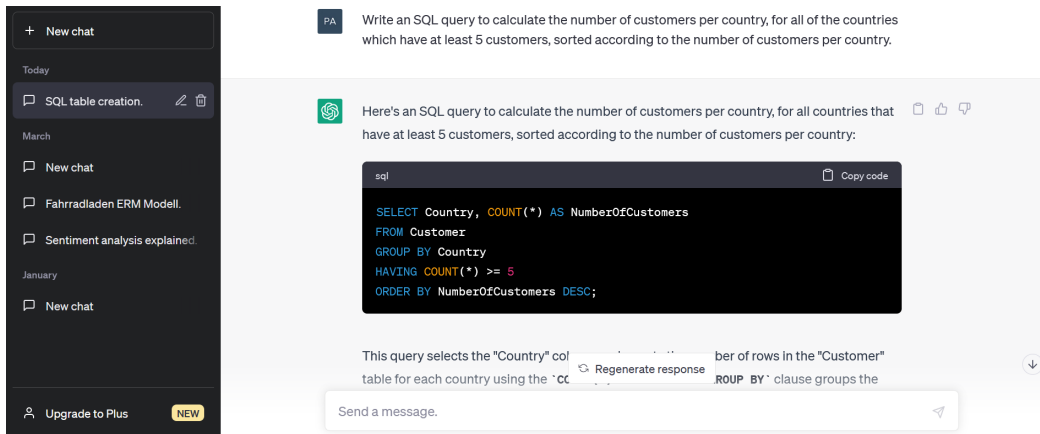 New chat
Today
SQL table creation.
March
New chat
Fahrradladen ERM Modell.
Sentiment analysis explained.
January
New chat
Upgrade to Plus
NEW
PA
Write an SQL query to calculate the number of customers per country, for all of the countries
which have at least 5 customers, sorted according to the number of customers per country.
Here's an SQL query to calculate the number of customers per country, for all countries that
have at least 5 customers, sorted according to the number of customers per country:
sql
Copy code
SELECT Country, COUNT(*) AS NumberOfCustomers
FROM Customer
GROUP BY Country
HAVING COUNT(*) >= 5
ORDER BY NumberOfCustomers DESC;
This query selects the "Country" ber of rows in the "Customer"
Regenerate response
table for each country using the BY` clause groups the
Send a message.